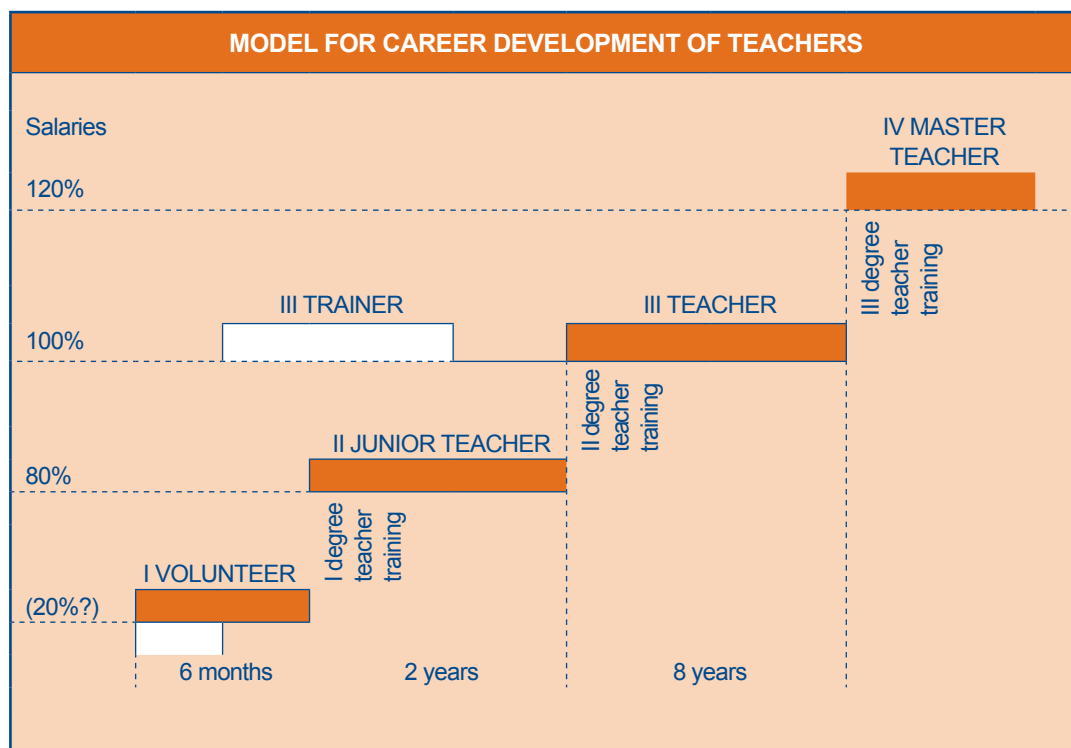 MODEL FOR CAREER DEVELOPMENT OF TEACHERS
Salaries
IV MASTER
TEACHER
120%
III degree
teacher
training
III TRAINER
III TEACHER
100%
II degree
teacher
training
II JUNIOR TEACHER
80%
I degree
teacher
training
I VOLUNTEER
(20%?)
6 months
2 years
8 years